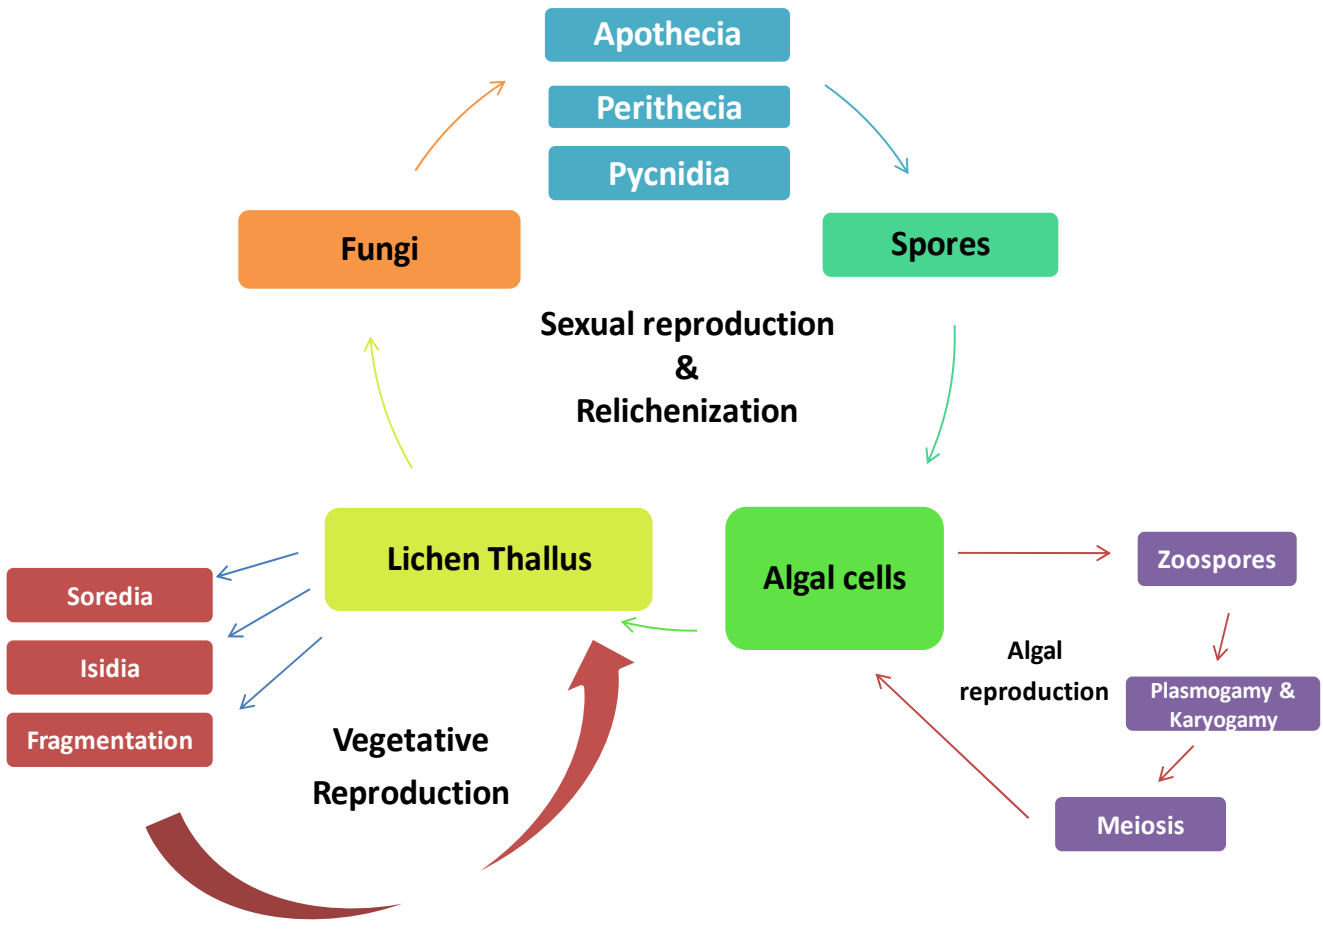 Apothecia
Perithecia
Pycnidia
Fungi
Spores
Sexual reproduction
&
Relichenization
Lichen Thallus
Algal cells
Zoospores
Soredia
Isidia
Fragmentation
Algal
reproduction
Plasmogamy &
Karyogamy
Vegetative
Reproduction
Meiosis